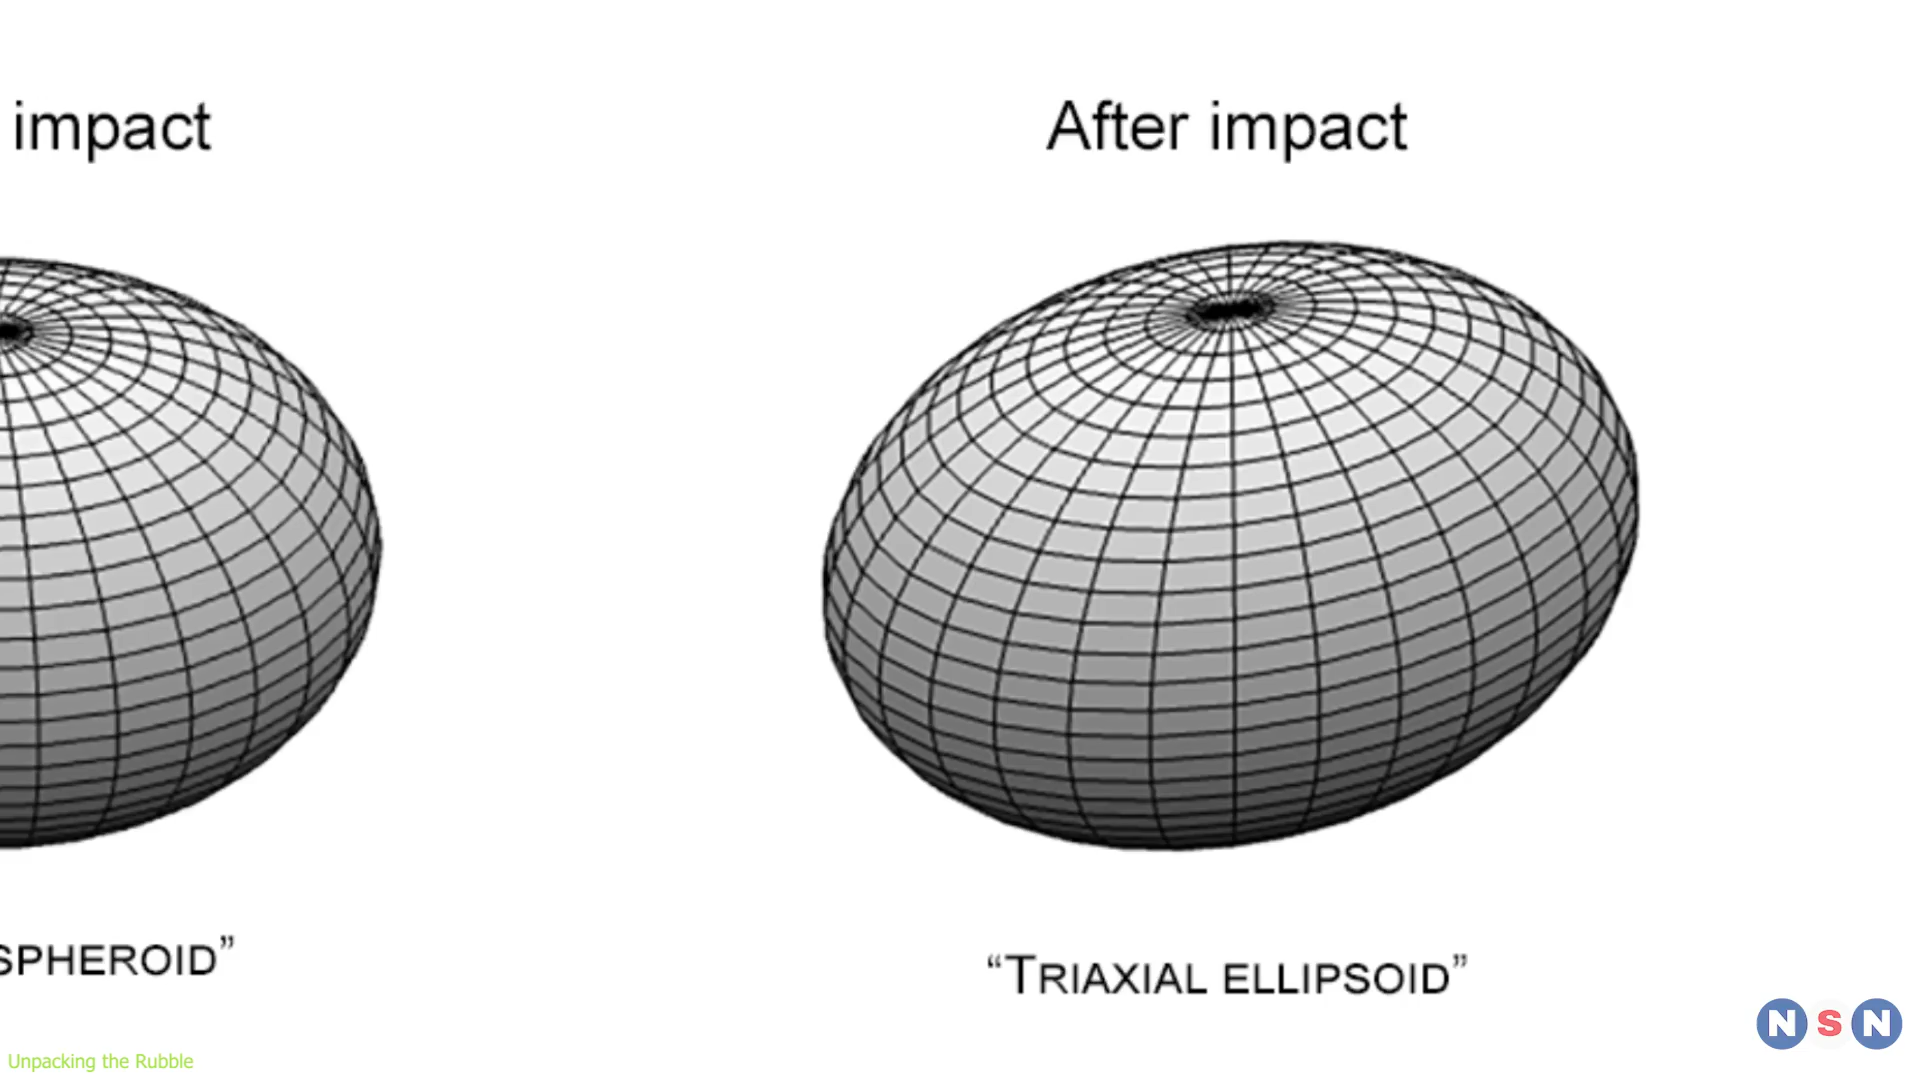 impact
After impact
SPHEROID”
“TRIAXIAL ELLIPSOID”
NSN
Unpacking the Rubble